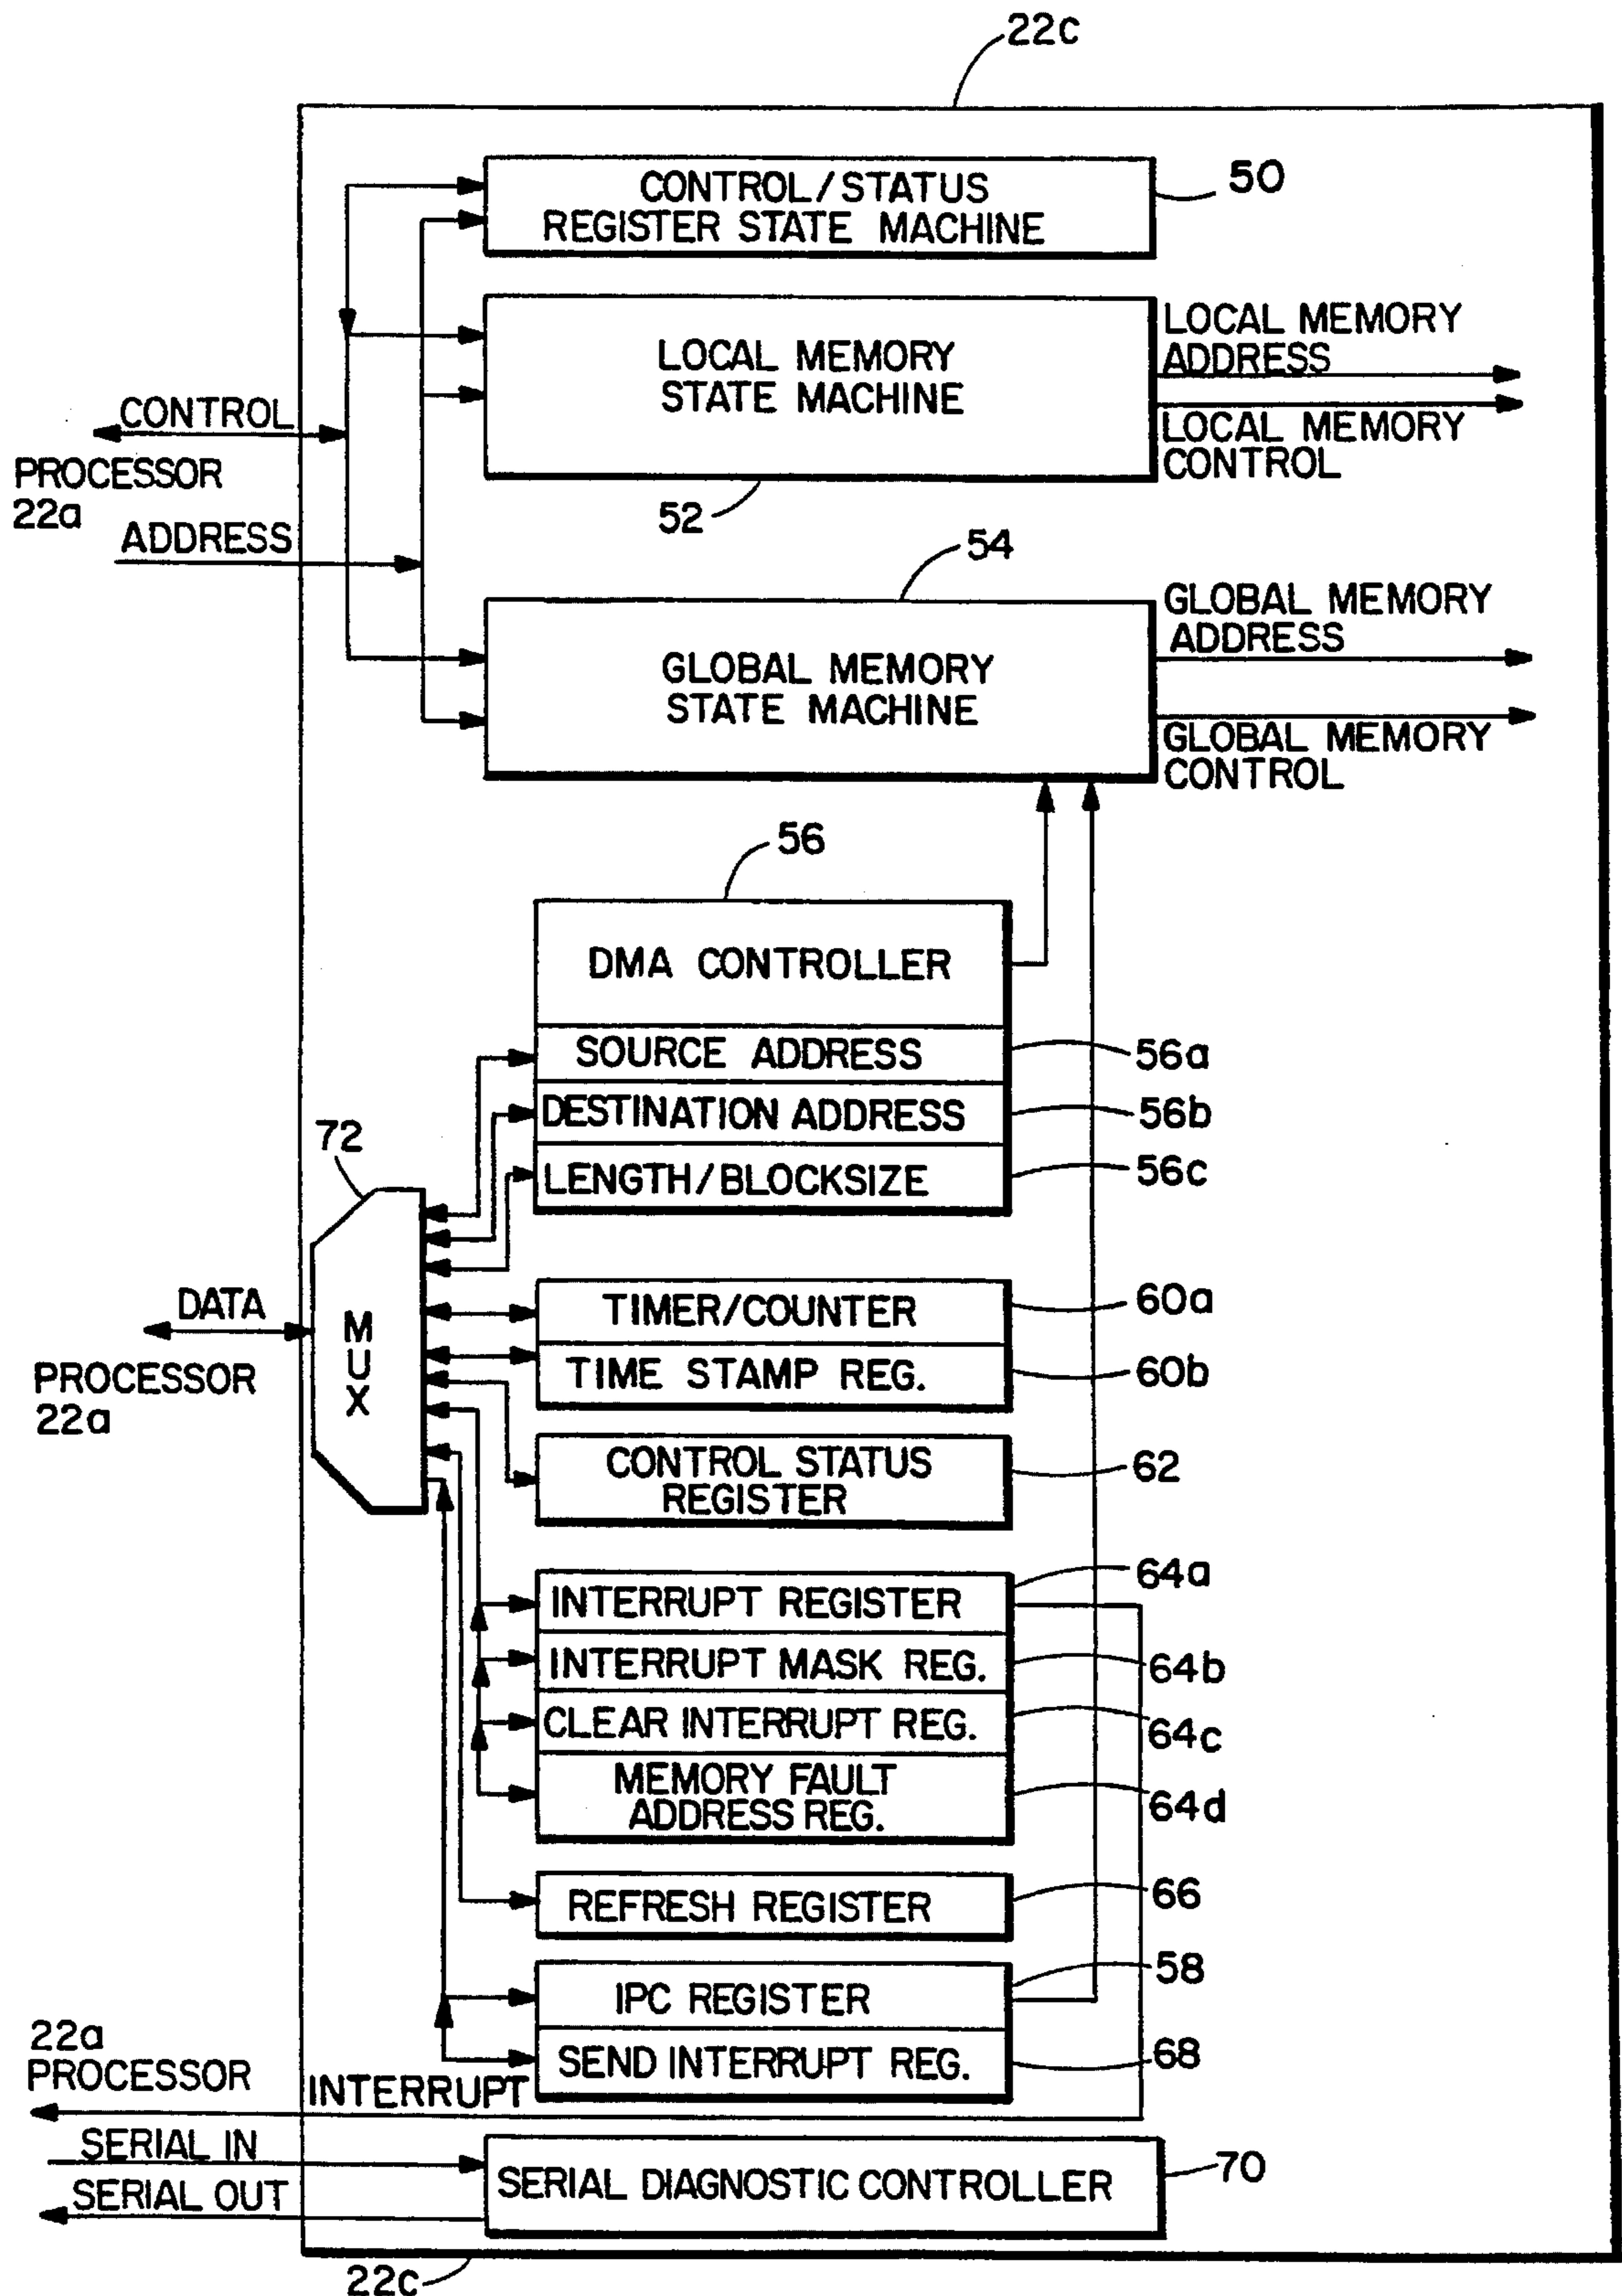 22c
CONTROL/STATUS
REGISTER STATE MACHINE
50
LOCAL MEMORY
STATE MACHINE
52
LOCAL MEMORY
ADDRESS
LOCAL MEMORY
CONTROL
CONTROL
PROCESSOR
22a
ADDRESS
54
GLOBAL MEMORY
STATE MACHINE
GLOBAL MEMORY
ADDRESS
GLOBAL MEMORY
CONTROL
56
DMA CONTROLLER
SOURCE ADDRESS
56a
DESTINATION ADDRESS
56b
LENGTH/BLOCKSIZE
56c
72
MUX
DATA
PROCESSOR
22a
TIMER/COUNTER
60a
TIME STAMP REG.
60b
CONTROL STATUS
REGISTER
62
INTERRUPT REGISTER
64a
INTERRUPT MASK REG.
64b
CLEAR INTERRUPT REG.
64c
MEMORY FAULT
ADDRESS REG.
64d
REFRESH REGISTER
66
IPC REGISTER
58
SEND INTERRUPT REG.
68
22a
PROCESSOR
INTERRUPT
SERIAL IN
SERIAL OUT
SERIAL DIAGNOSTIC CONTROLLER
70
22c